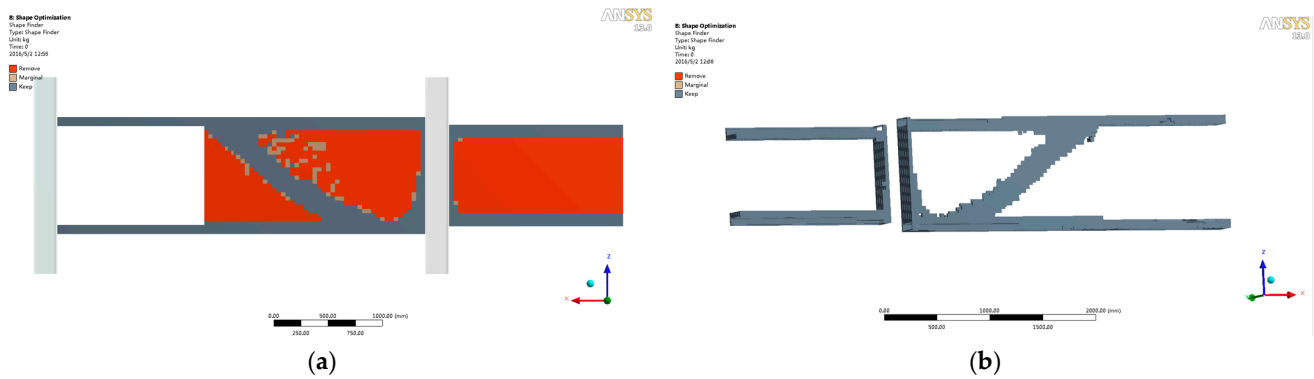 B: Shape Optimization
Shape Finder
Type: Shape Finder
Unit: kg
Time: 0
2016/5/2 12:58
Remove
Marginal
Keep
ANSYS
13.0
X
Z
0.00
500.00
1000.00 (mm)
250.00
750.00
(a)
B: Shape Optimization
Shape Finder
Type: Shape Finder
Unit: kg
Time: 0
2016/5/2 12:08
Remove
Marginal
Keep
ANSYS
13.0
Z
X
0.00
1000.00
2000.00 (mm)
500.00
1500.00
(b)